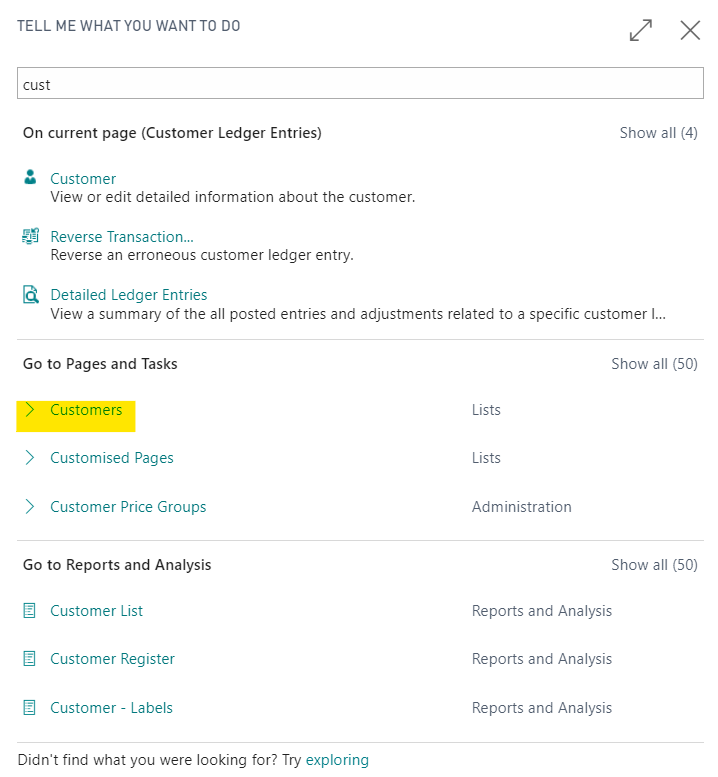 TELL ME WHAT YOU WANT TO DO
cust
On current page (Customer Ledger Entries) Show all (4)
Customer
View or edit detailed information about the customer.
Reverse Transaction...
Reverse an erroneous customer ledger entry.
Detailed Ledger Entries
View a summary of the all posted entries and adjustments related to a specific customer l...
Go to Pages and Tasks Show all (50)
Customers Lists
Customised Pages Lists
Customer Price Groups Administration
Go to Reports and Analysis Show all (50)
Customer List Reports and Analysis
Customer Register Reports and Analysis
Customer - Labels Reports and Analysis
Didn't find what you were looking for? Try exploring